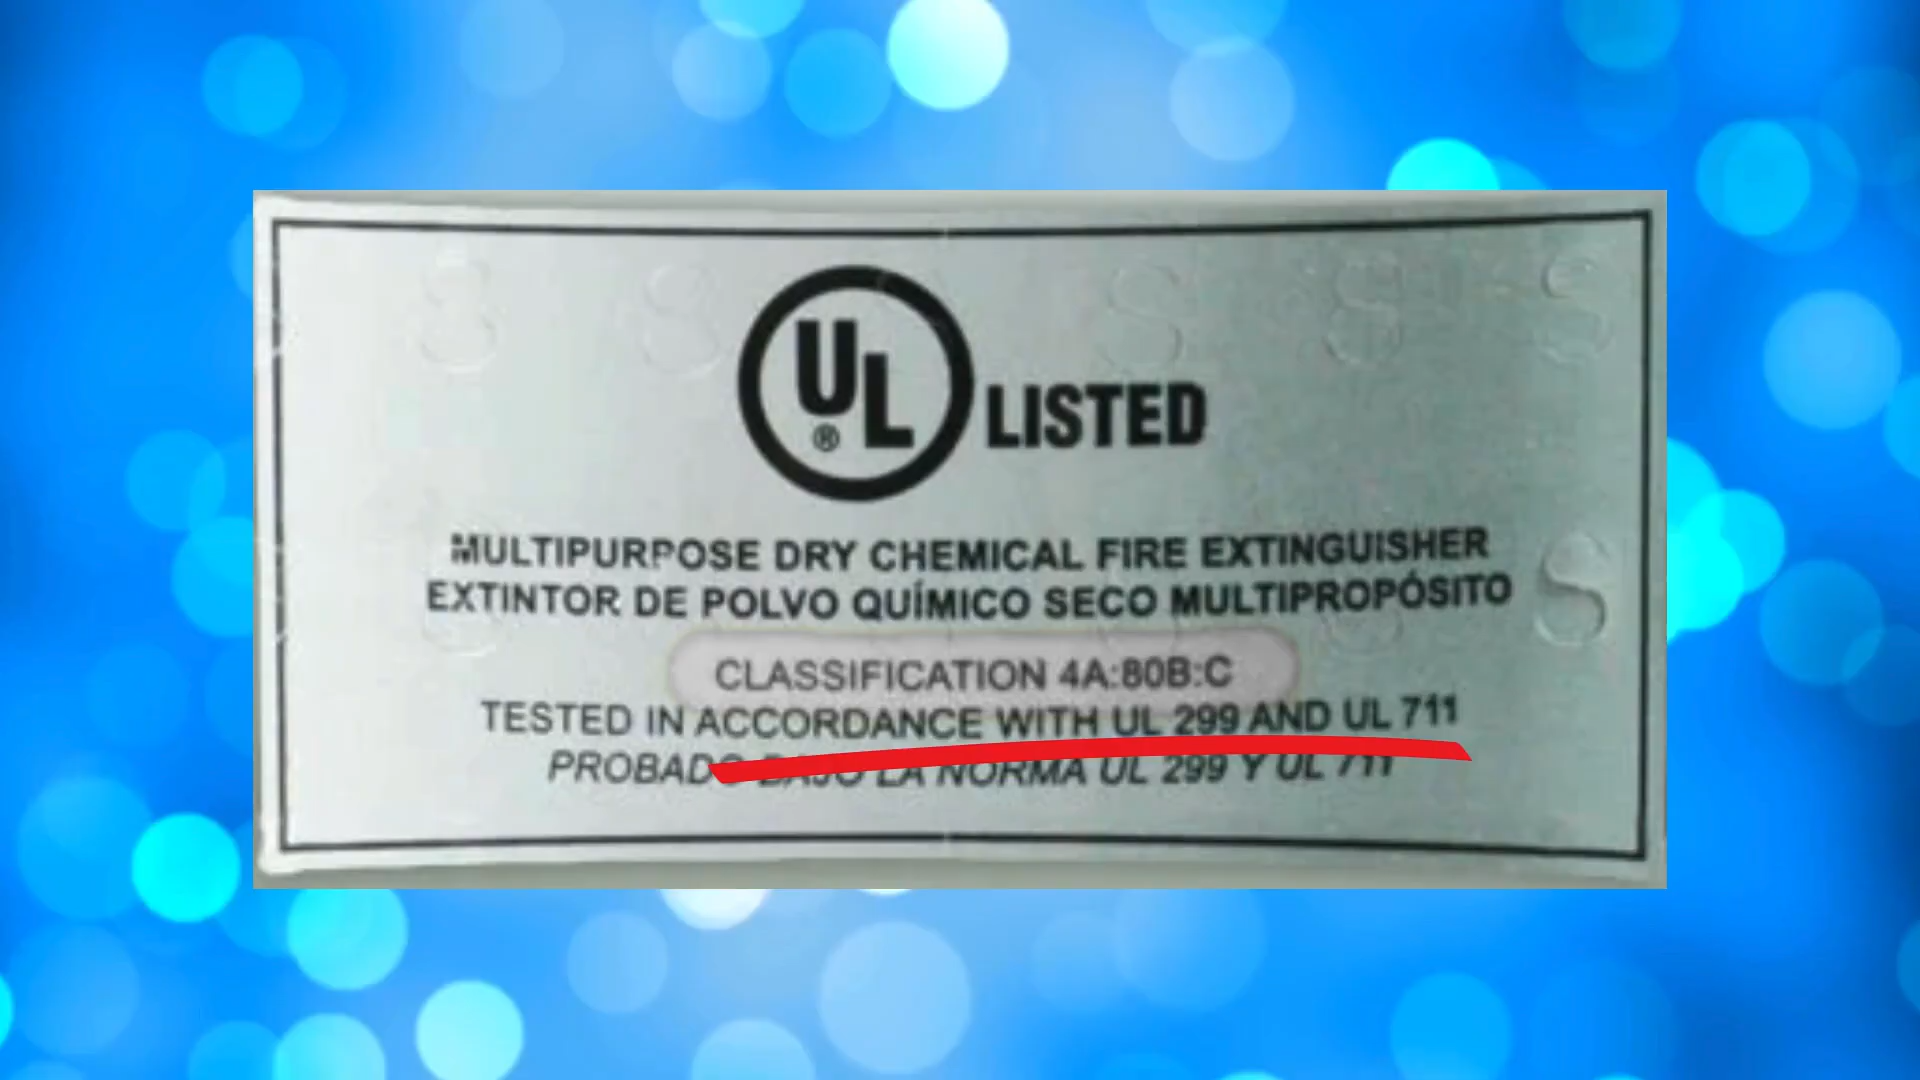 UL ® LISTED
MULTIPURPOSE DRY CHEMICAL FIRE EXTINGUISHER
EXTINTOR DE POLVO QUÍMICO SECO MULTIPROPÓSITO
CLASSIFICATION 4A:80B:C
TESTED IN ACCORDANCE WITH UL 299 AND UL 711
PROBADO BAJO LA NORMA UL 299 Y UL 711